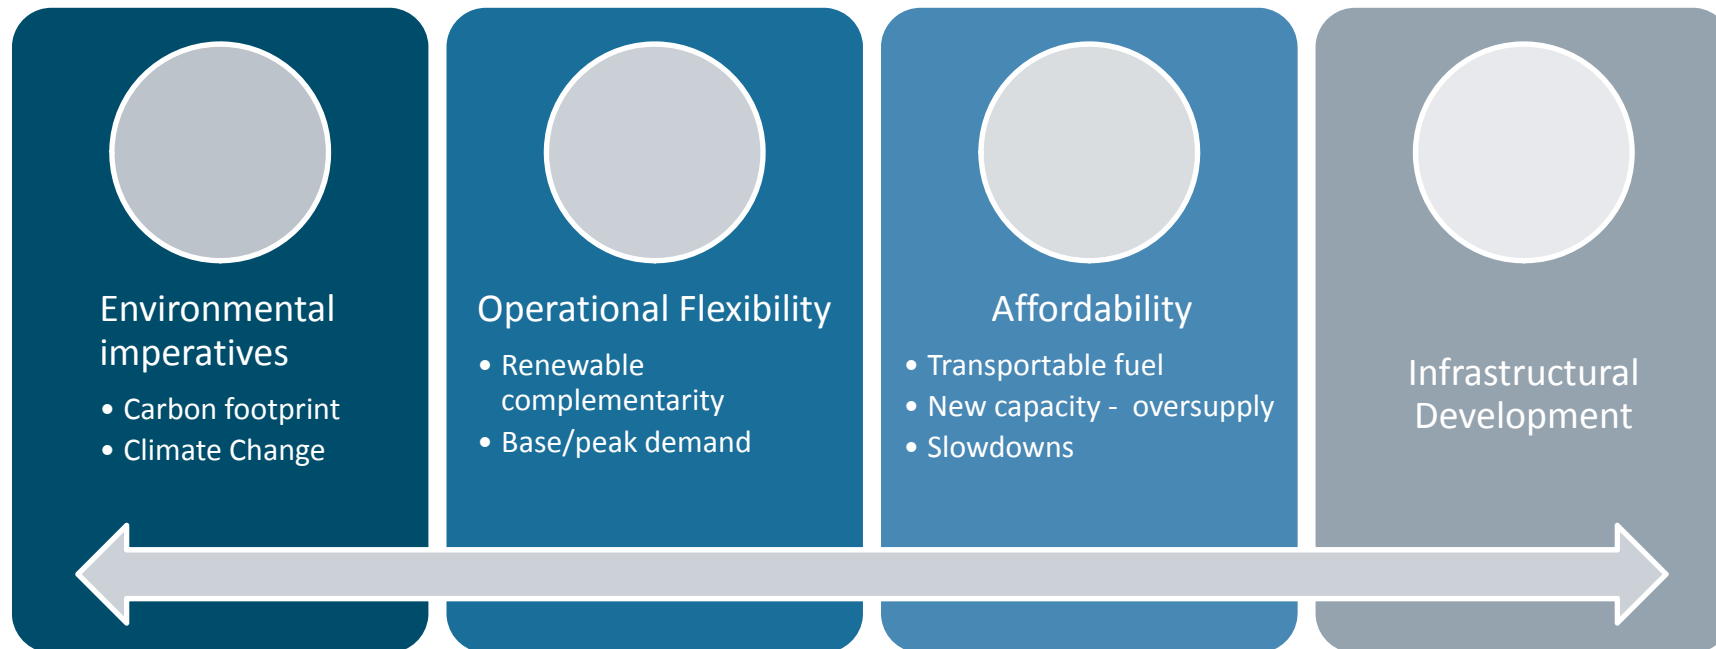 Environmental
imperatives
• Carbon footprint
• Climate Change
Operational Flexibility
• Renewable
complementarity
• Base/peak demand
Affordability
• Transportable fuel
• New capacity -  oversupply
• Slowdowns
Infrastructural
Development